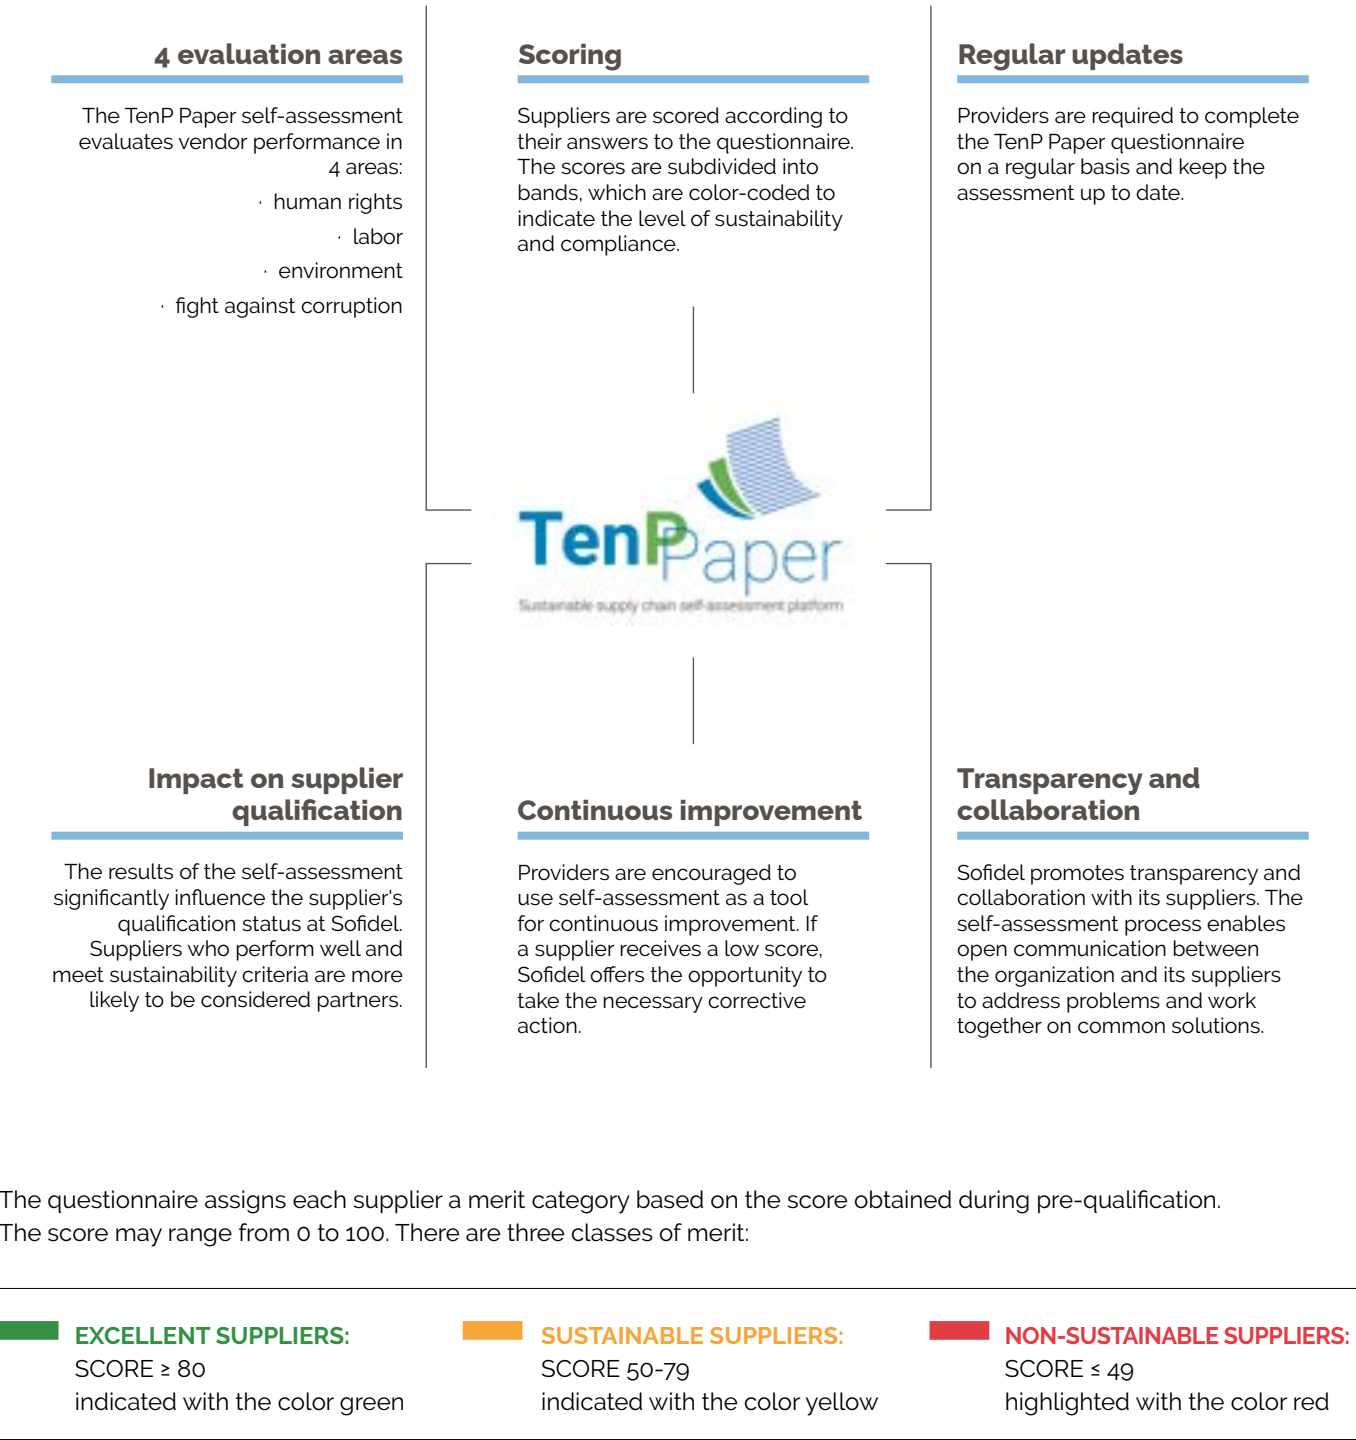 4 evaluation areas
The TenP Paper self-assessment
evaluates vendor performance in
4 areas:
· human rights
· labor
· environment
· fight against corruption
Scoring
Suppliers are scored according to
their answers to the questionnaire.
The scores are subdivided into
bands, which are color-coded to
indicate the level of sustainability
and compliance.
Regular updates
Providers are required to complete
the TenP Paper questionnaire
on a regular basis and keep the
assessment up to date.
TenP Paper
Sustainable supply chain self-assessment platform
Impact on supplier
qualification
The results of the self-assessment
significantly influence the supplier's
qualification status at Sofidel.
Suppliers who perform well and
meet sustainability criteria are more
likely to be considered partners.
Continuous improvement
Providers are encouraged to
use self-assessment as a tool
for continuous improvement. If
a supplier receives a low score,
Sofidel offers the opportunity to
take the necessary corrective
action.
Transparency and
collaboration
Sofidel promotes transparency and
collaboration with its suppliers. The
self-assessment process enables
open communication between
the organization and its suppliers
to address problems and work
together on common solutions.
The questionnaire assigns each supplier a merit category based on the score obtained during pre-qualification.
The score may range from 0 to 100. There are three classes of merit:
EXCELLENT SUPPLIERS:
SCORE ≥ 80
indicated with the color green
SUSTAINABLE SUPPLIERS:
SCORE 50-79
indicated with the color yellow
NON-SUSTAINABLE SUPPLIERS:
SCORE ≤ 49
highlighted with the color red